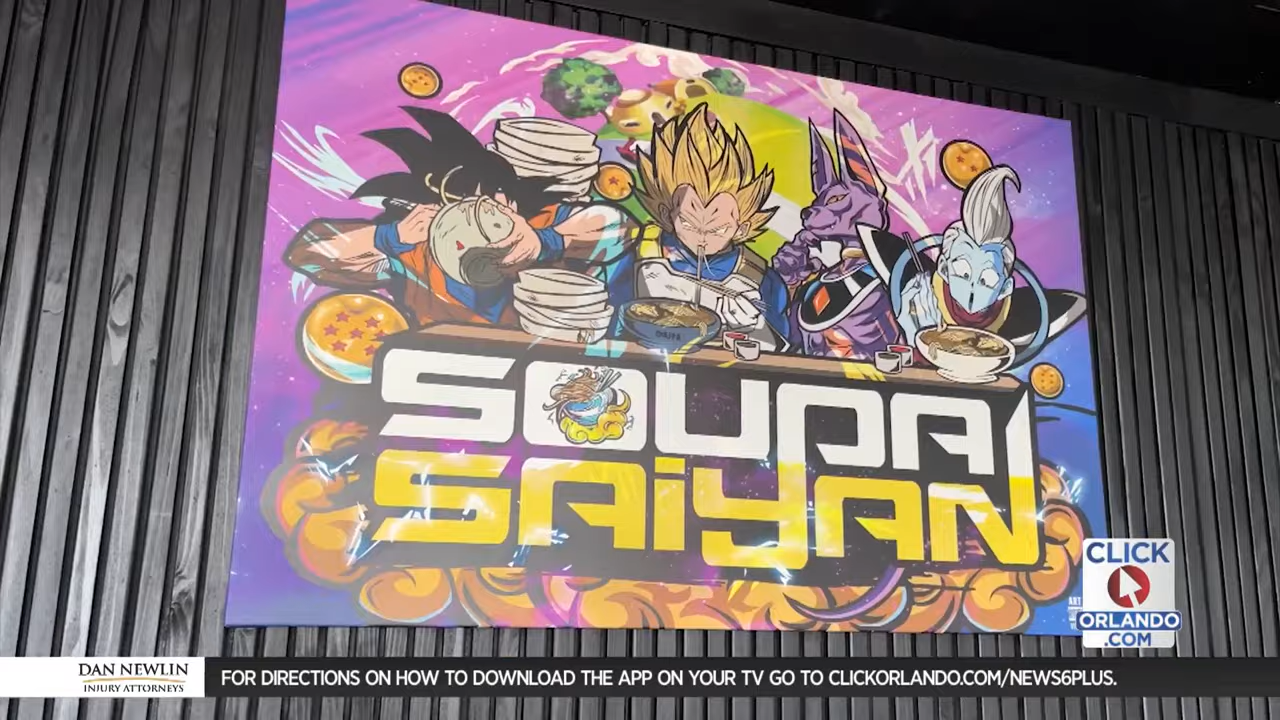 SOUPA
SAiYAN
CLICK
ORLANDO
.COM
DAN NEWLIN
INJURY ATTORNEYS
FOR DIRECTIONS ON HOW TO DOWNLOAD THE APP ON YOUR TV GO TO CLICKORLANDO.COM/NEWS6PLUS.